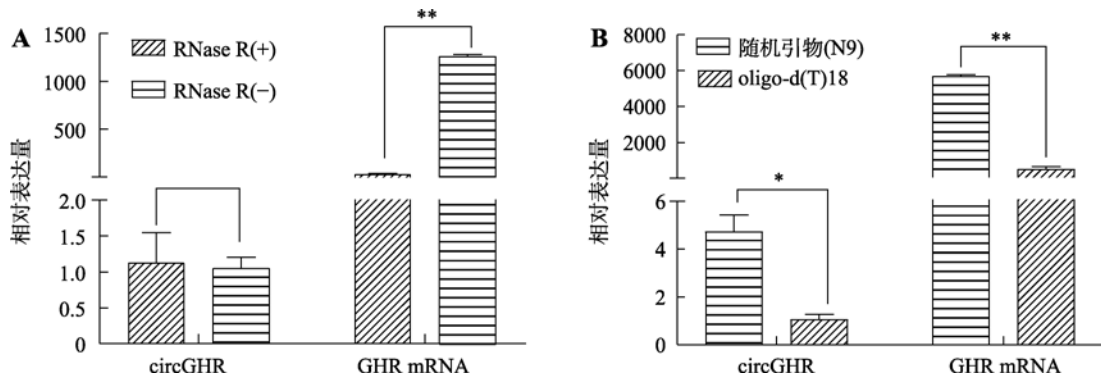 A
RNase R(+)
RNase R(−)
**
相对表达量
1500
1000
500
2.0
1.5
1.0
0.5
0
circGHR
GHR mRNA
B
随机引物(N9)
oligo-d(T)18
**
*
相对表达量
8000
6000
4000
2000
6
4
2
0
circGHR
GHR mRNA